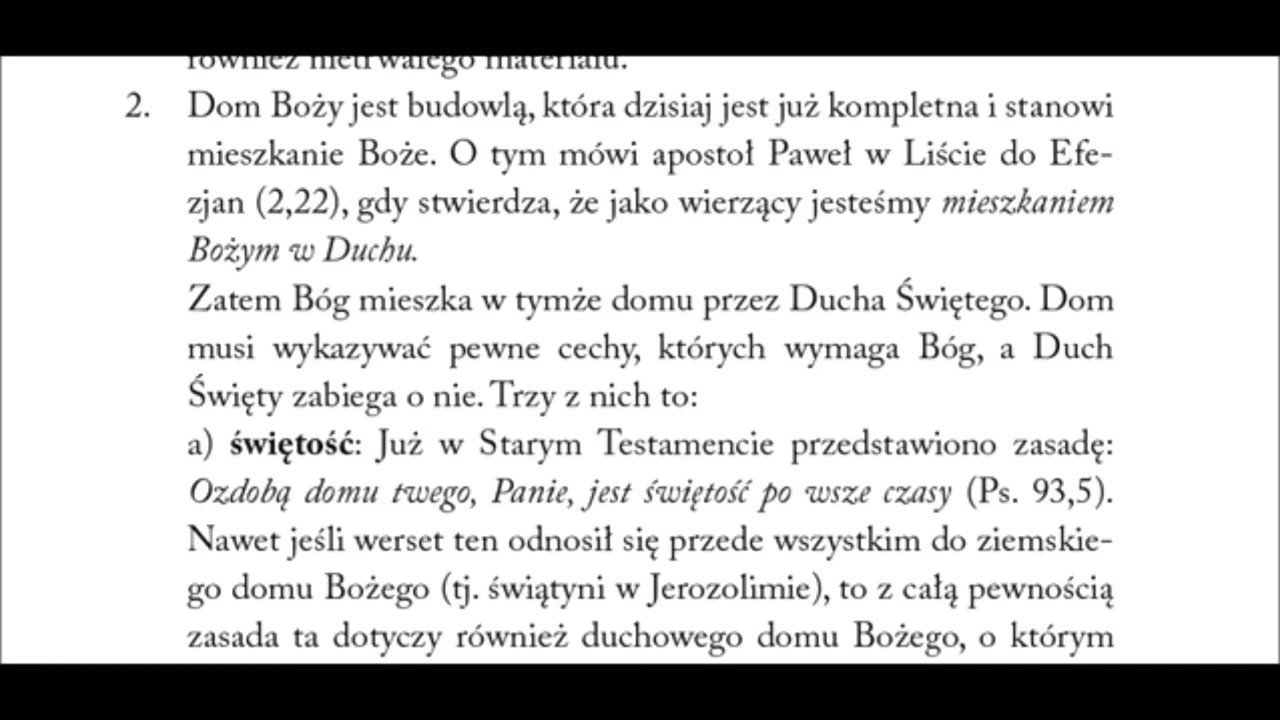 również nietrwałego materiału.
2. Dom Boży jest budowlą, która dzisiaj jest już kompletna i stanowi
mieszkanie Boże. O tym mówi apostoł Paweł w Liście do Efe-
zjan (2,22), gdy stwierdza, że jako wierzący jesteśmy mieszkaniem
Bożym w Duchu.
Zatem Bóg mieszka w tymże domu przez Ducha Świętego. Dom
musi wykazywać pewne cechy, których wymaga Bóg, a Duch
Święty zabiega o nie. Trzy z nich to:
a) świętość: Już w Starym Testamencie przedstawiono zasadę:
Ozdobą domu twego, Panie, jest świętość po wsze czasy (Ps. 93,5).
Nawet jeśli werset ten odnosił się przede wszystkim do ziemskie-
go domu Bożego (tj. świątyni w Jerozolimie), to z całą pewnością
zasada ta dotyczy również duchowego domu Bożego, o którym